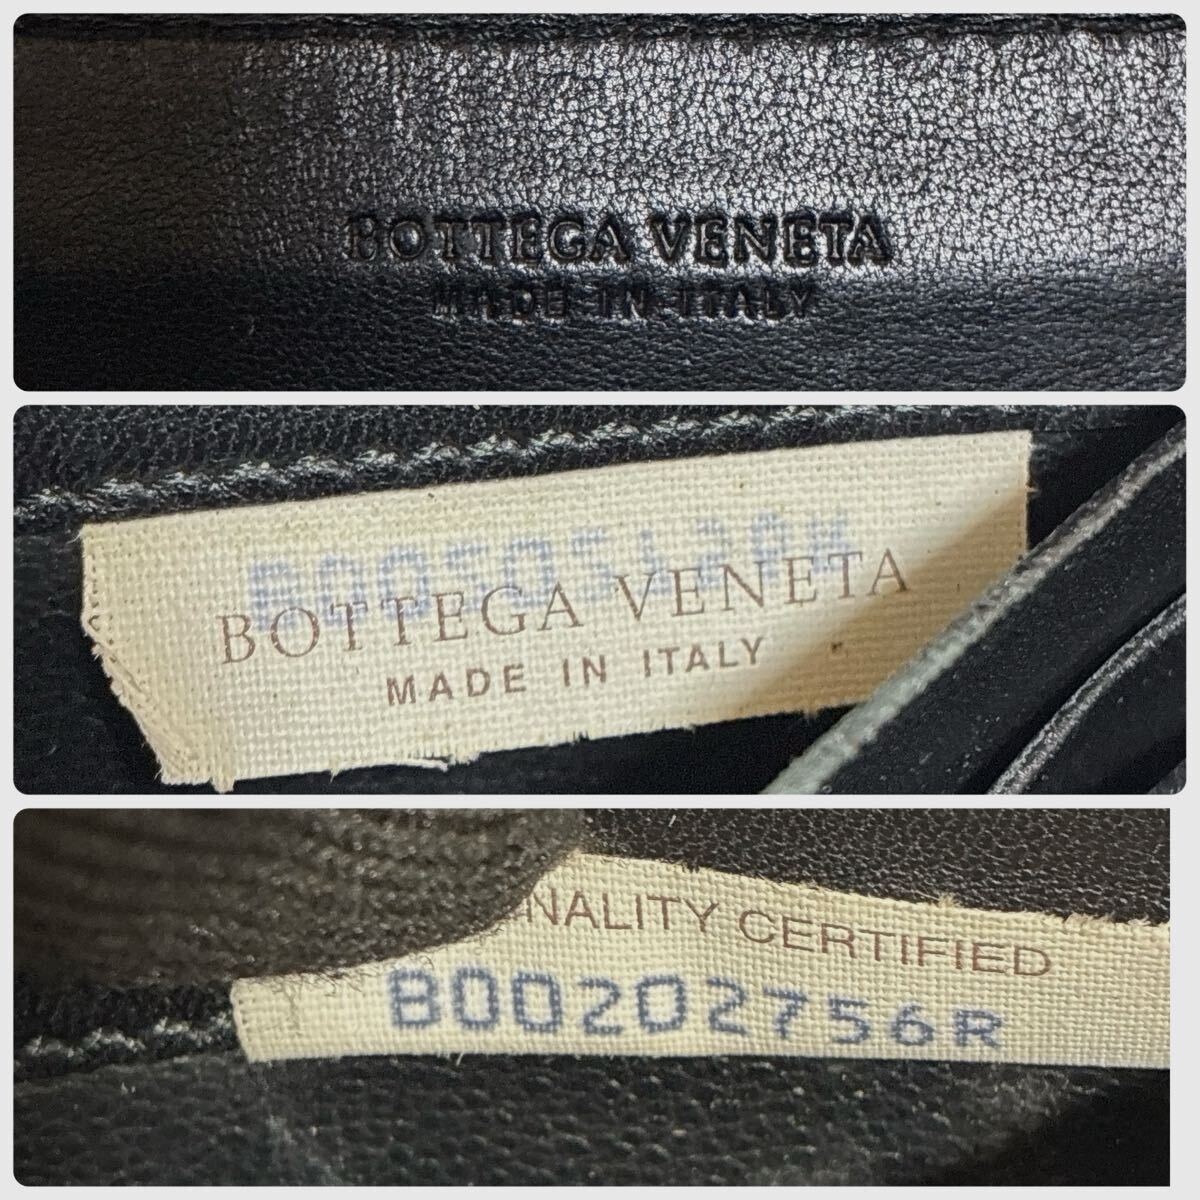 BOTTEGA VENETA
MADE IN ITALY
BOTTEGA VENETA
MADE IN ITALY
NALITY CERTIFIED
B00202756R